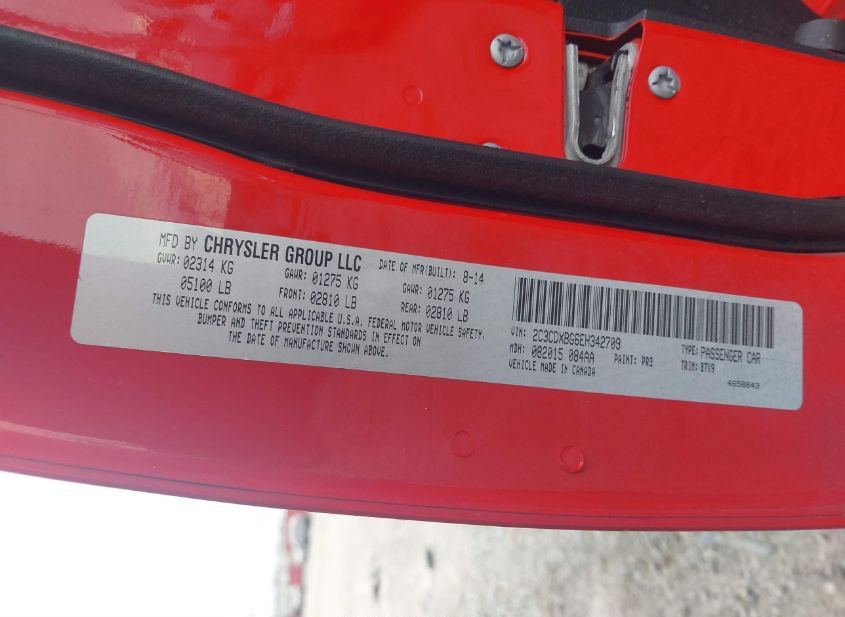 MFD BY CHRYSLER GROUP LLC DATE OF MFR(BUILT): 8-14
GVWR: 02314 KG GAWR: 01275 KG GAWR: 01275 KG
05100 LB FRONT: 02810 LB REAR: 02810 LB
THIS VEHICLE CONFORMS TO ALL APPLICABLE U.S.A. FEDERAL MOTOR VEHICLE SAFETY,
BUMPER AND THEFT PREVENTION STANDARDS IN EFFECT ON
THE DATE OF MANUFACTURE SHOWN ABOVE.
VIN: 2C3CDXBG6EH342709 TYPE: PASSENGER CAR
MDH: 082015 084AA PAINT: PR3 TRIM: B7X9
VEHICLE MADE IN CANADA 4658843